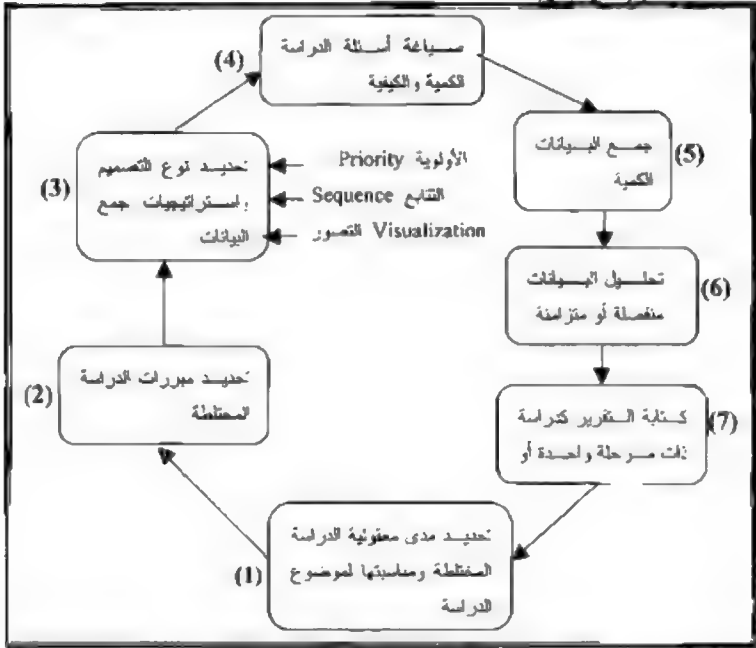 (1)
تحديد مدى معقولية الدراسة
المختلطة ومناسبتها لموضوع
الدراسة
(2)
تحديد مبررات الدراسة
المختلطة
(3)
تحديد نوع التصميم
واستراتيجيات جمع
البيانات
الأولوية Priority
التتابع Sequence
التصور Visualization
(4)
صياغة أسئلة الدراسة
الكمية والكيفية
(5)
جمع البيانات
الكمية
(6)
تحليل البيانات
منفصلة أو متزامنة
(7)
كتابة التقرير كدراسة
ذات مرحلة واحدة أو